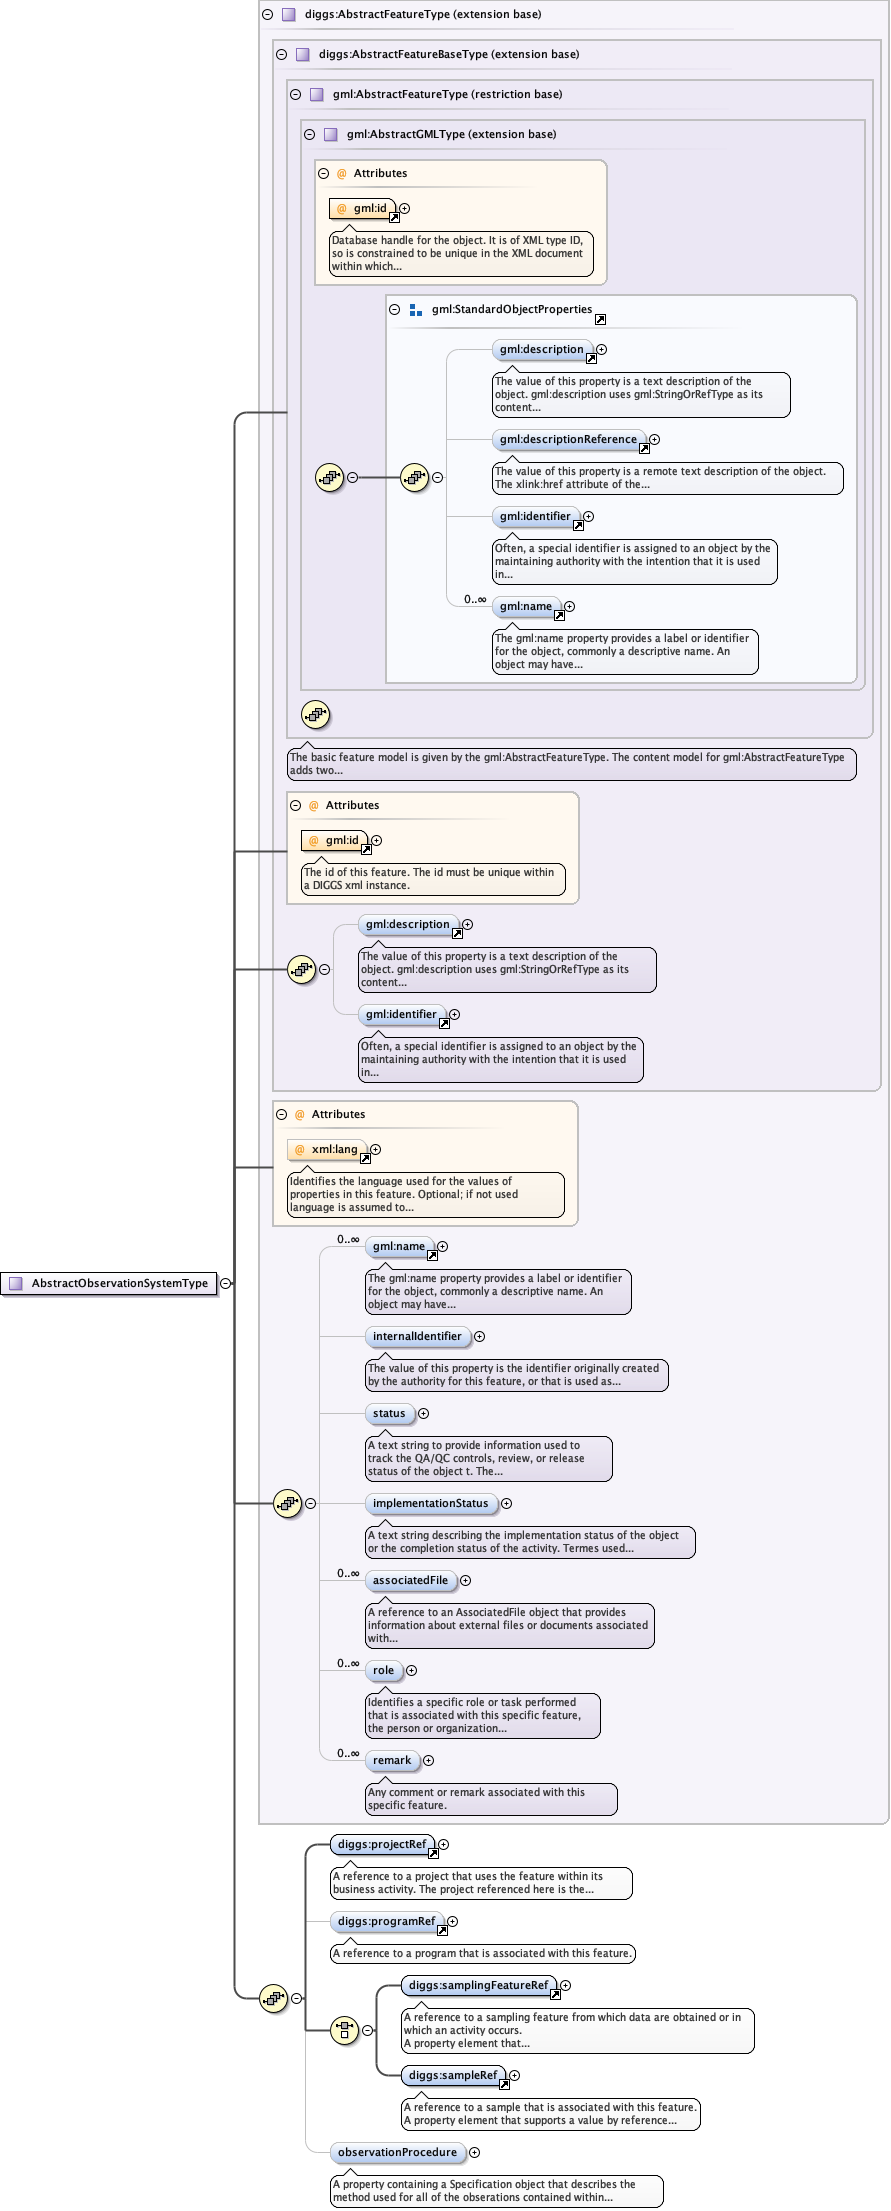 diggs:AbstractFeatureType (extension base)
diggs:AbstractFeatureBaseType (extension base)
gml:AbstractFeatureType (restriction base)
gml:AbstractGMLType (extension base)
@ Attributes
@ gml:id
Database handle for the object. It is of XML type ID,
so is constrained to be unique in the XML document
within which...
gml:StandardObjectProperties
gml:description
The value of this property is a text description of the
object. gml:description uses gml:StringOrRefType as its
content...
gml:descriptionReference
The value of this property is a remote text description of the object.
The xlink:href attribute of the...
gml:identifier
Often, a special identifier is assigned to an object by the
maintaining authority with the intention that it is used
in...
0..∞
gml:name
The gml:name property provides a label or identifier
for the object, commonly a descriptive name. An
object may have...
The basic feature model is given by the gml:AbstractFeatureType. The content model for gml:AbstractFeatureType
adds two...
@ Attributes
@ gml:id
The id of this feature. The id must be unique within
a DIGGS xml instance.
gml:description
The value of this property is a text description of the
object. gml:description uses gml:StringOrRefType as its
content...
gml:identifier
Often, a special identifier is assigned to an object by the
maintaining authority with the intention that it is used
in...
@ Attributes
@ xml:lang
Identifies the language used for the values of
properties in this feature. Optional; if not used
language is assumed to...
AbstractObservationSystemType
0..∞
gml:name
The gml:name property provides a label or identifier
for the object, commonly a descriptive name. An
object may have...
internalIdentifier
The value of this property is the identifier originally created
by the authority for this feature, or that is used as...
status
A text string to provide information used to
track the QA/QC controls, review, or release
status of the object t. The...
implementationStatus
A text string describing the implementation status of the object
or the completion status of the activity. Termes used...
0..∞
associatedFile
A reference to an AssociatedFile object that provides
information about external files or documents associated
with...
0..∞
role
Identifies a specific role or task performed
that is associated with this specific feature,
the person or organization...
0..∞
remark
Any comment or remark associated with this
specific feature.
diggs:projectRef
A reference to a project that uses the feature within its
business activity. The project referenced here is the...
diggs:programRef
A reference to a program that is associated with this feature.
diggs:samplingFeatureRef
A reference to a sampling feature from which data are obtained or in
which an activity occurs.
A property element that...
diggs:sampleRef
A reference to a sample that is associated with this feature.
A property element that supports a value by reference...
observationProcedure
A property containing a Specification object that describes the
method used for all of the obserations contained within...